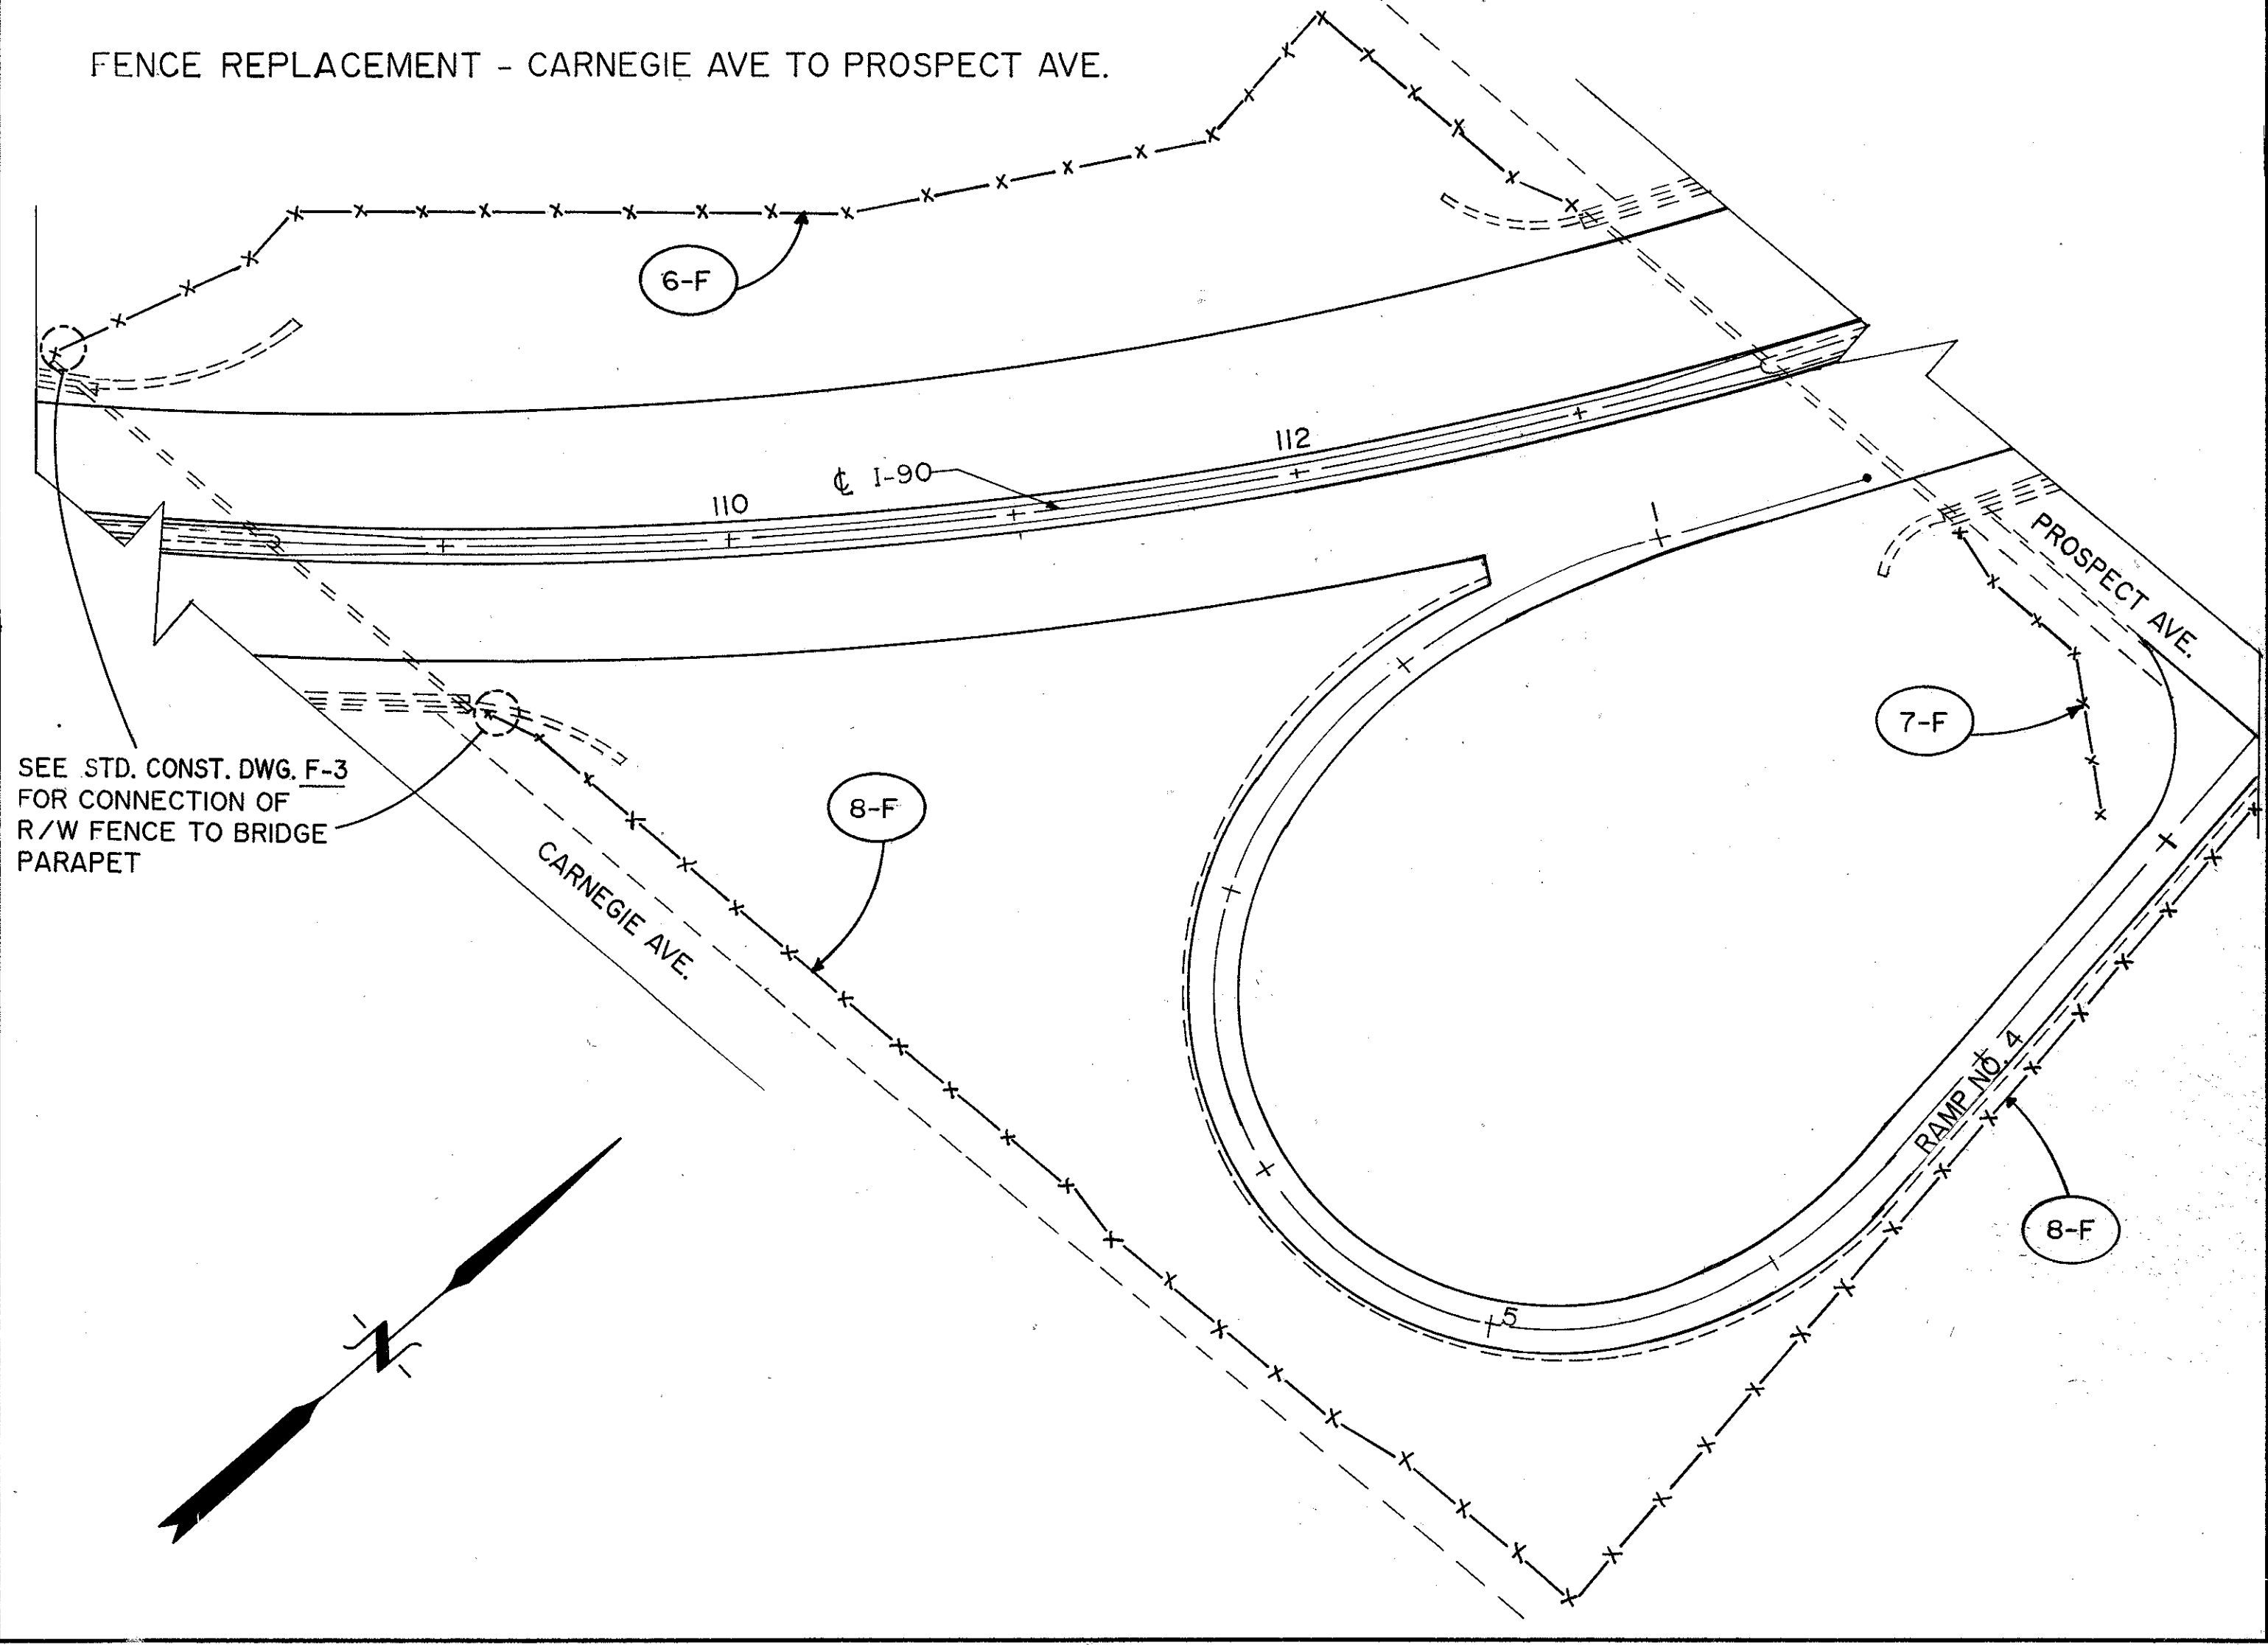 FENCE REPLACEMENT - CARNEGIE AVE TO PROSPECT AVE.
6-F
112
℄ I-90
110
1
PROSPECT AVE.
7-F
SEE STD. CONST. DWG. F-3
FOR CONNECTION OF
R/W FENCE TO BRIDGE
PARAPET
8-F
CARNEGIE AVE.
RAMP NO. 4
8-F
5
N